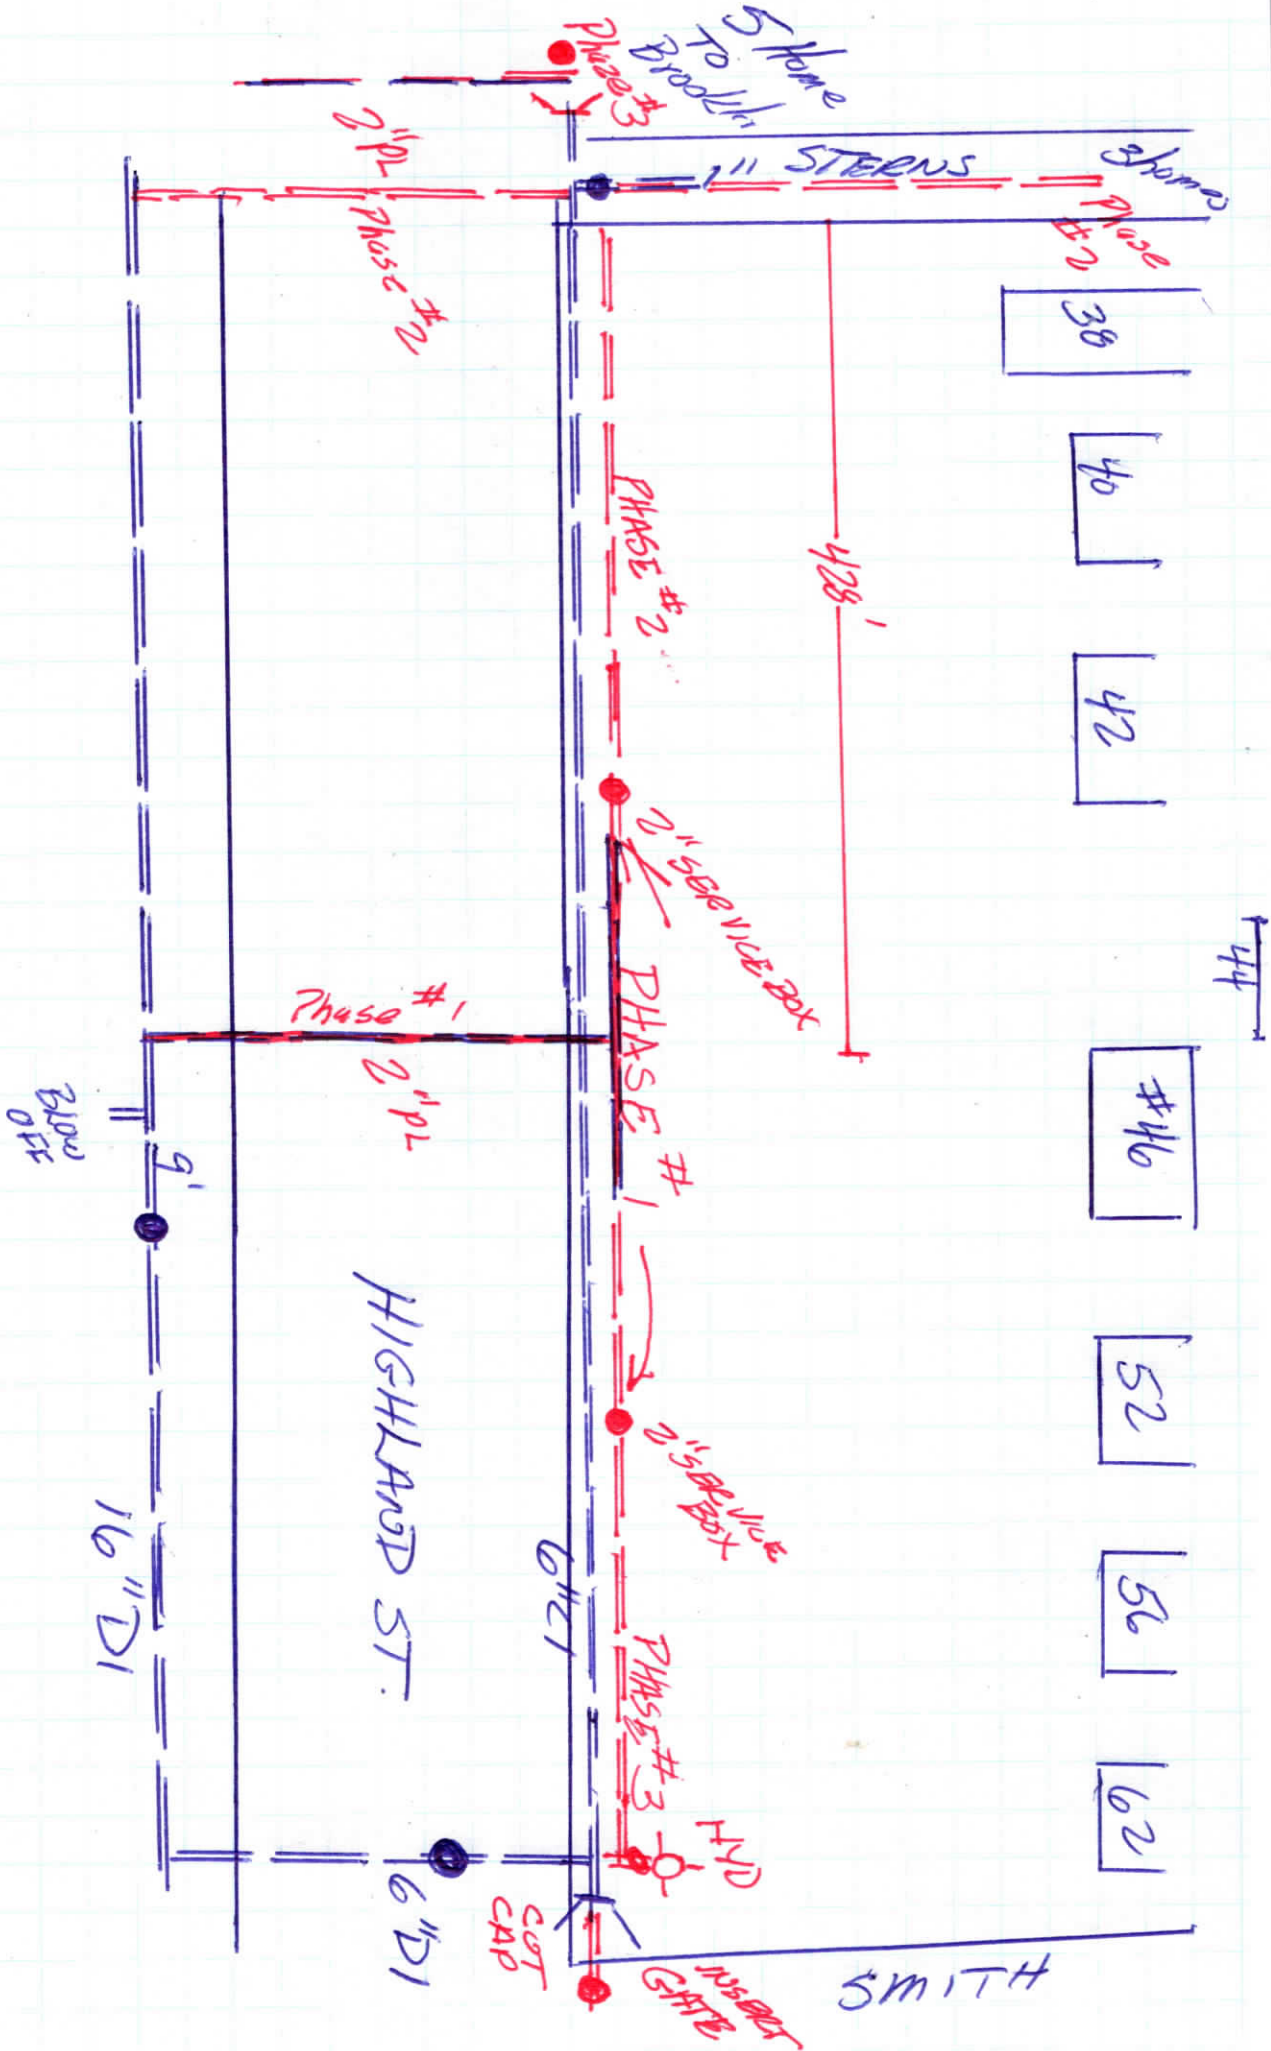 5 Home
TO
Phaze #3
2" PL
Phase #2
1" STERNS
3 homes
Phase
#2
38
40
42
44
#46
52
56
62
428'
PHASE #2
2" SERVICE BOX
PHASE #1
Phase #1
2" PL
BLOW
OFF
9'
HIGHLAND ST.
16" DI
6" CI
2" SERVICE
BOX
PHASE #3
HYD
6" DI
CUT
CAP
INSERT
GATE
SMITH